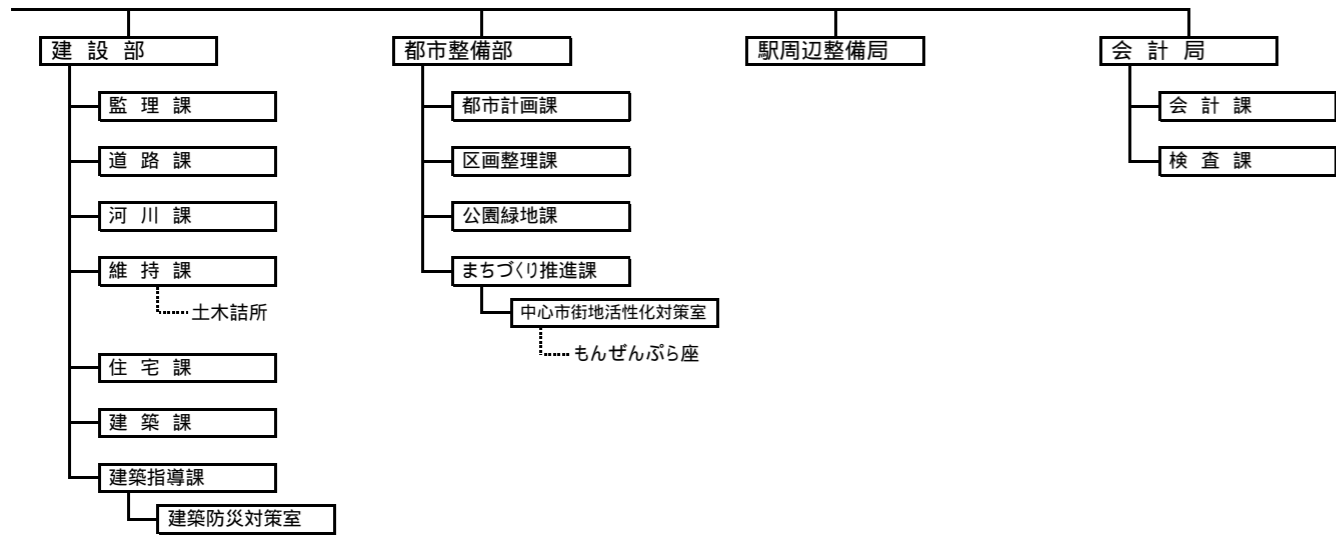 建設部
監理課
道路課
河川課
維持課
土木詰所
住宅課
建築課
建築指導課
建築防災対策室
都市整備部
都市計画課
区画整理課
公園緑地課
まちづくり推進課
中心市街地活性化対策室
もんぜんぷら座
駅周辺整備局
会計局
会計課
検査課